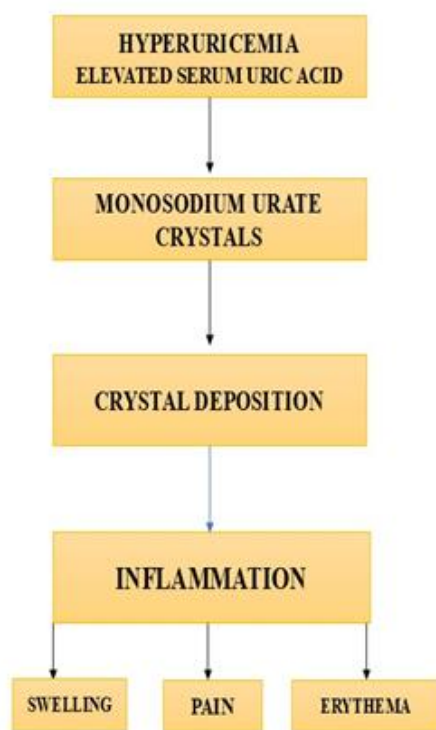 HYPERURICEMIA
ELEVATED SERUM URIC ACID
MONOSODIUM URATE
CRYSTALS
CRYSTAL DEPOSITION
INFLAMMATION
SWELLING
PAIN
ERYTHEMA